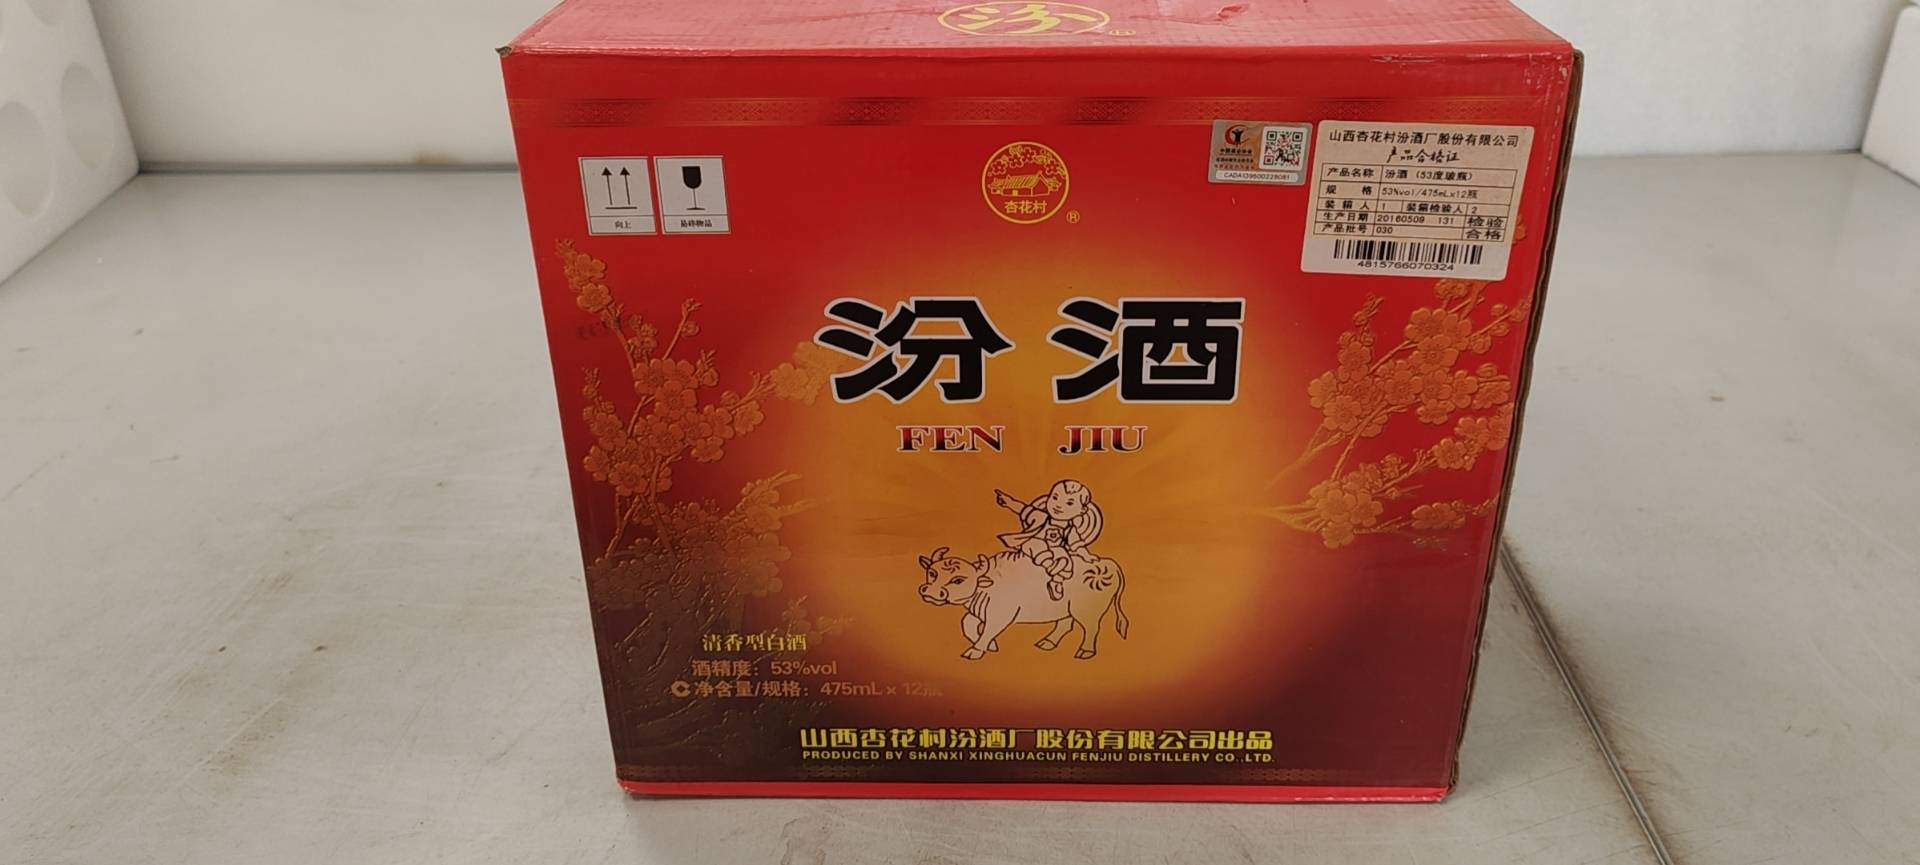 汾®
向上
易碎物品
杏花村®
CADA139500228081
山西杏花村汾酒厂股份有限公司
产品合格证
产品名称 汾酒（53度玻瓶）
规 格 53%vol/475mLx12瓶
装箱人 1 装箱检验人 2
生产日期 20160509 131 检验
产品批号 030 合格
4815766070324
汾酒
FEN JIU
清香型白酒
酒精度：53%vol
净含量/规格：475mL×12瓶
山西杏花村汾酒厂股份有限公司出品
PRODUCED BY SHANXI XINGHUACUN FENJIU DISTILLERY CO.,LTD.